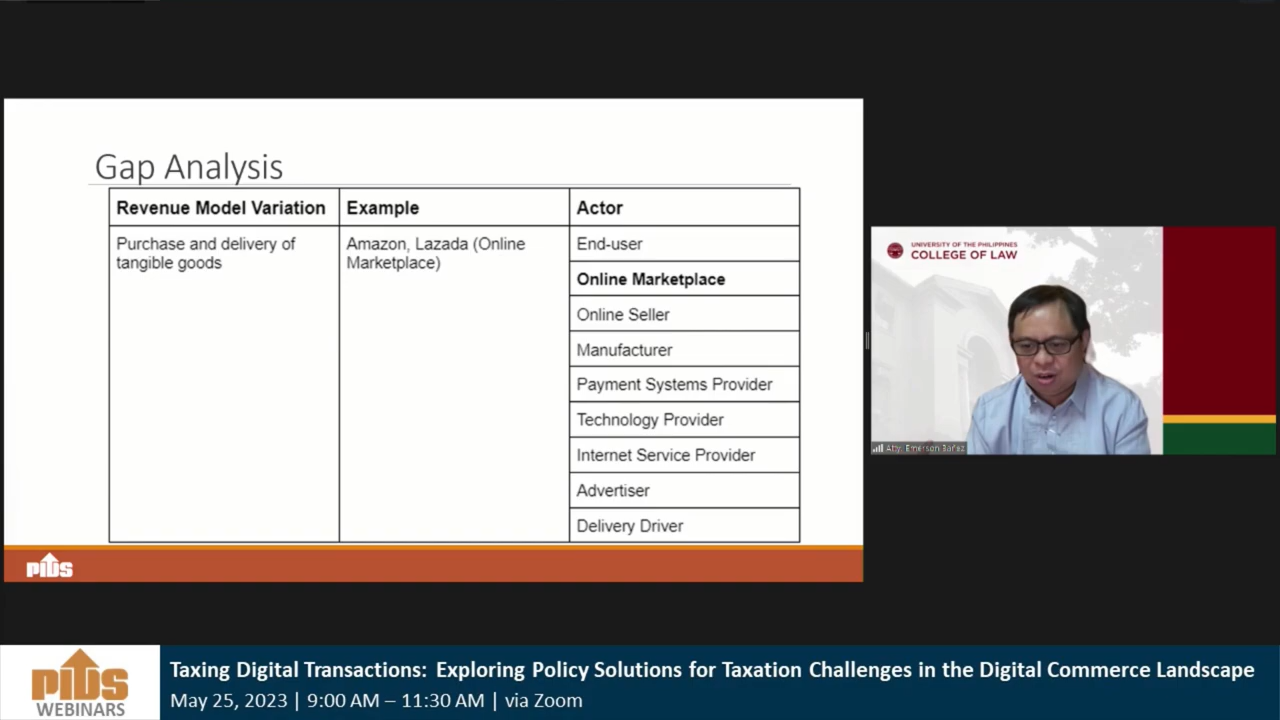 Gap Analysis
Revenue Model Variation
Example
Actor
Purchase and delivery of
tangible goods
Amazon, Lazada (Online
Marketplace)
End-user
Online Marketplace
Online Seller
Manufacturer
Payment Systems Provider
Technology Provider
Internet Service Provider
Advertiser
Delivery Driver
PIDS
UNIVERSITY OF THE PHILIPPINES
COLLEGE OF LAW
Atty. Emerson Bañez
PIDS
WEBINARS
Taxing Digital Transactions: Exploring Policy Solutions for Taxation Challenges in the Digital Commerce Landscape
May 25, 2023 | 9:00 AM – 11:30 AM | via Zoom